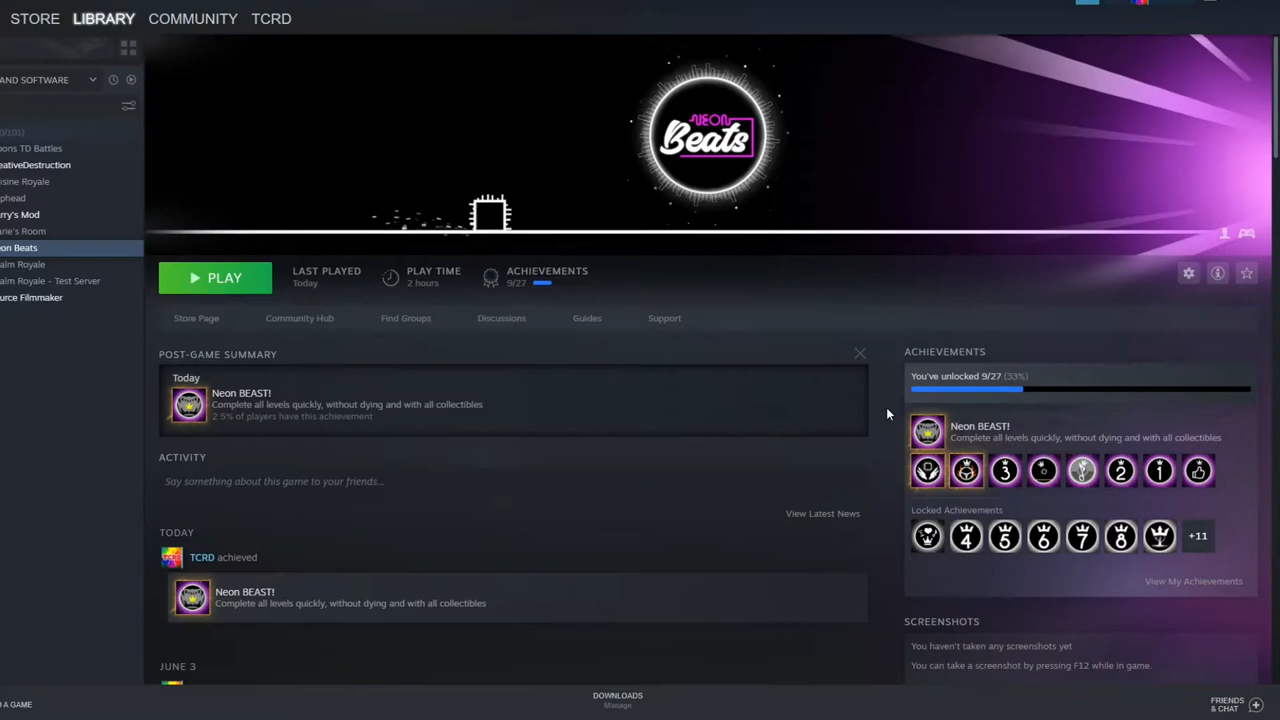 STORE LIBRARY COMMUNITY TCRD
AND SOFTWARE
0/101)
oons TD Battles
eativeDestruction
isine Royale
phead
rry's Mod
arie's Room
eon Beats
alm Royale
alm Royale - Test Server
urce Filmmaker
NEON
Beats
PLAY
LAST PLAYED
Today
PLAY TIME
2 hours
ACHIEVEMENTS
9/27
Store Page Community Hub Find Groups Discussions Guides Support
POST-GAME SUMMARY
Today
Neon BEAST!
Complete all levels quickly, without dying and with all collectibles
2.5% of players have this achievement
ACTIVITY
Say something about this game to your friends...
View Latest News
TODAY
TCRD achieved
Neon BEAST!
Complete all levels quickly, without dying and with all collectibles
JUNE 3
ACHIEVEMENTS
You've unlocked 9/27 (33%)
Neon BEAST!
Complete all levels quickly, without dying and with all collectibles
3 2 1
Locked Achievements
4 5 6 7 8 +11
View My Achievements
SCREENSHOTS
You haven't taken any screenshots yet
You can take a screenshot by pressing F12 while in game.
D A GAME
DOWNLOADS
Manage
FRIENDS
& CHAT